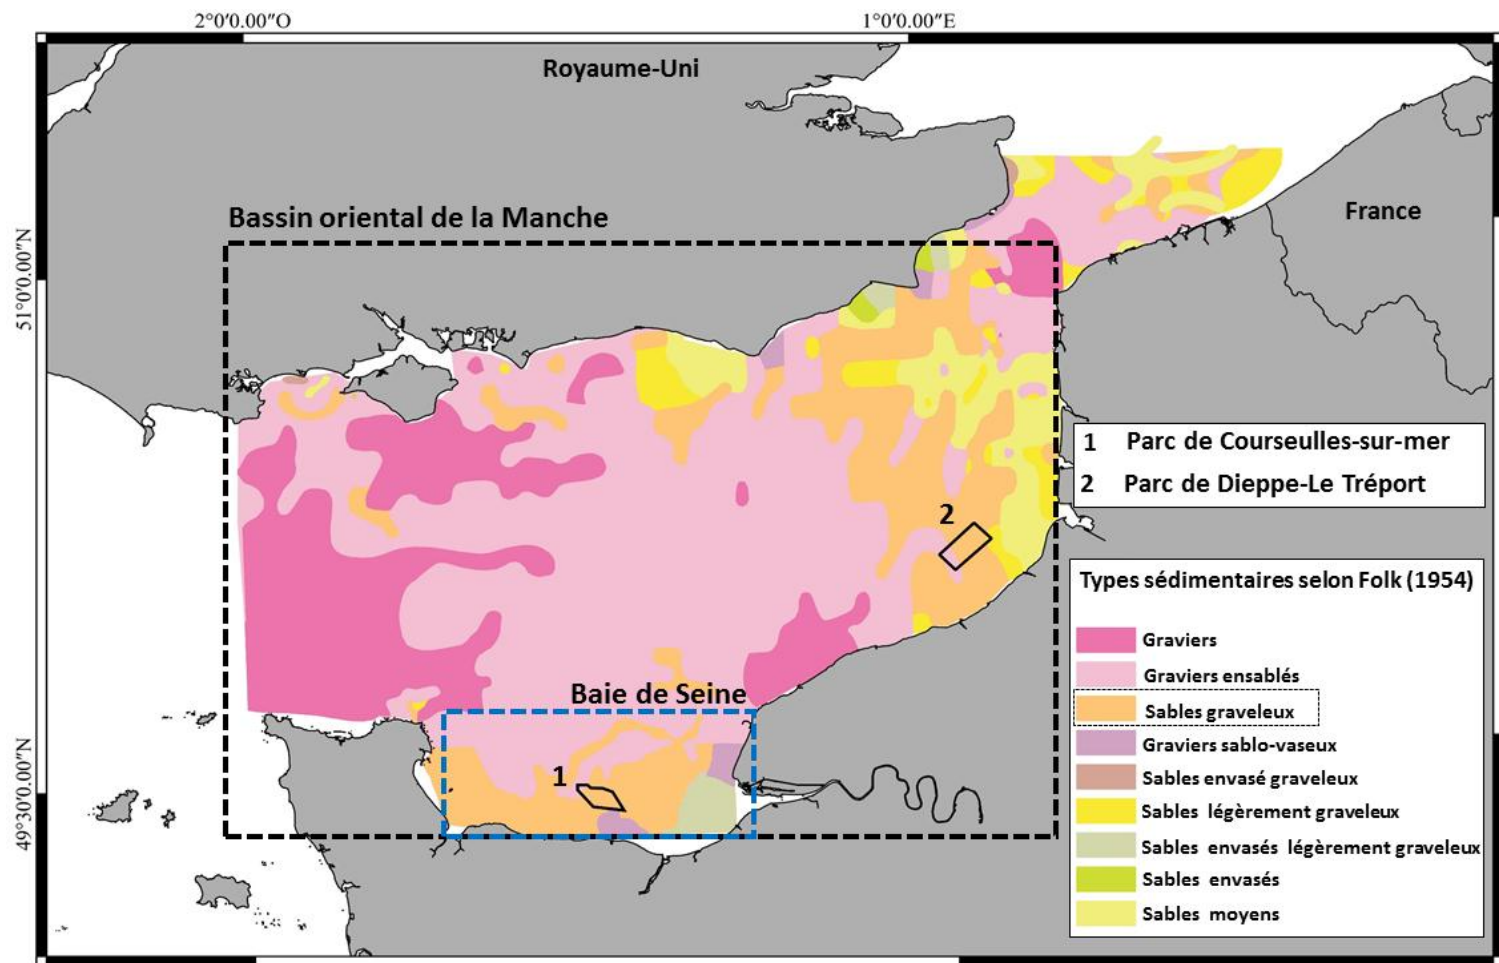 2°0′0.00″O
1°0′0.00″E
Royaume-Uni
Bassin oriental de la Manche
France
51°0′0.00″N
1 Parc de Courseulles-sur-mer
2 Parc de Dieppe-Le Tréport
2
Types sédimentaires selon Folk (1954)
Graviers
Graviers ensablés
Baie de Seine
Sables graveleux
Graviers sablo-vaseux
1
Sables envasé graveleux
49°30′0.00″N
Sables légèrement graveleux
Sables envasés légèrement graveleux
Sables envasés
Sables moyens